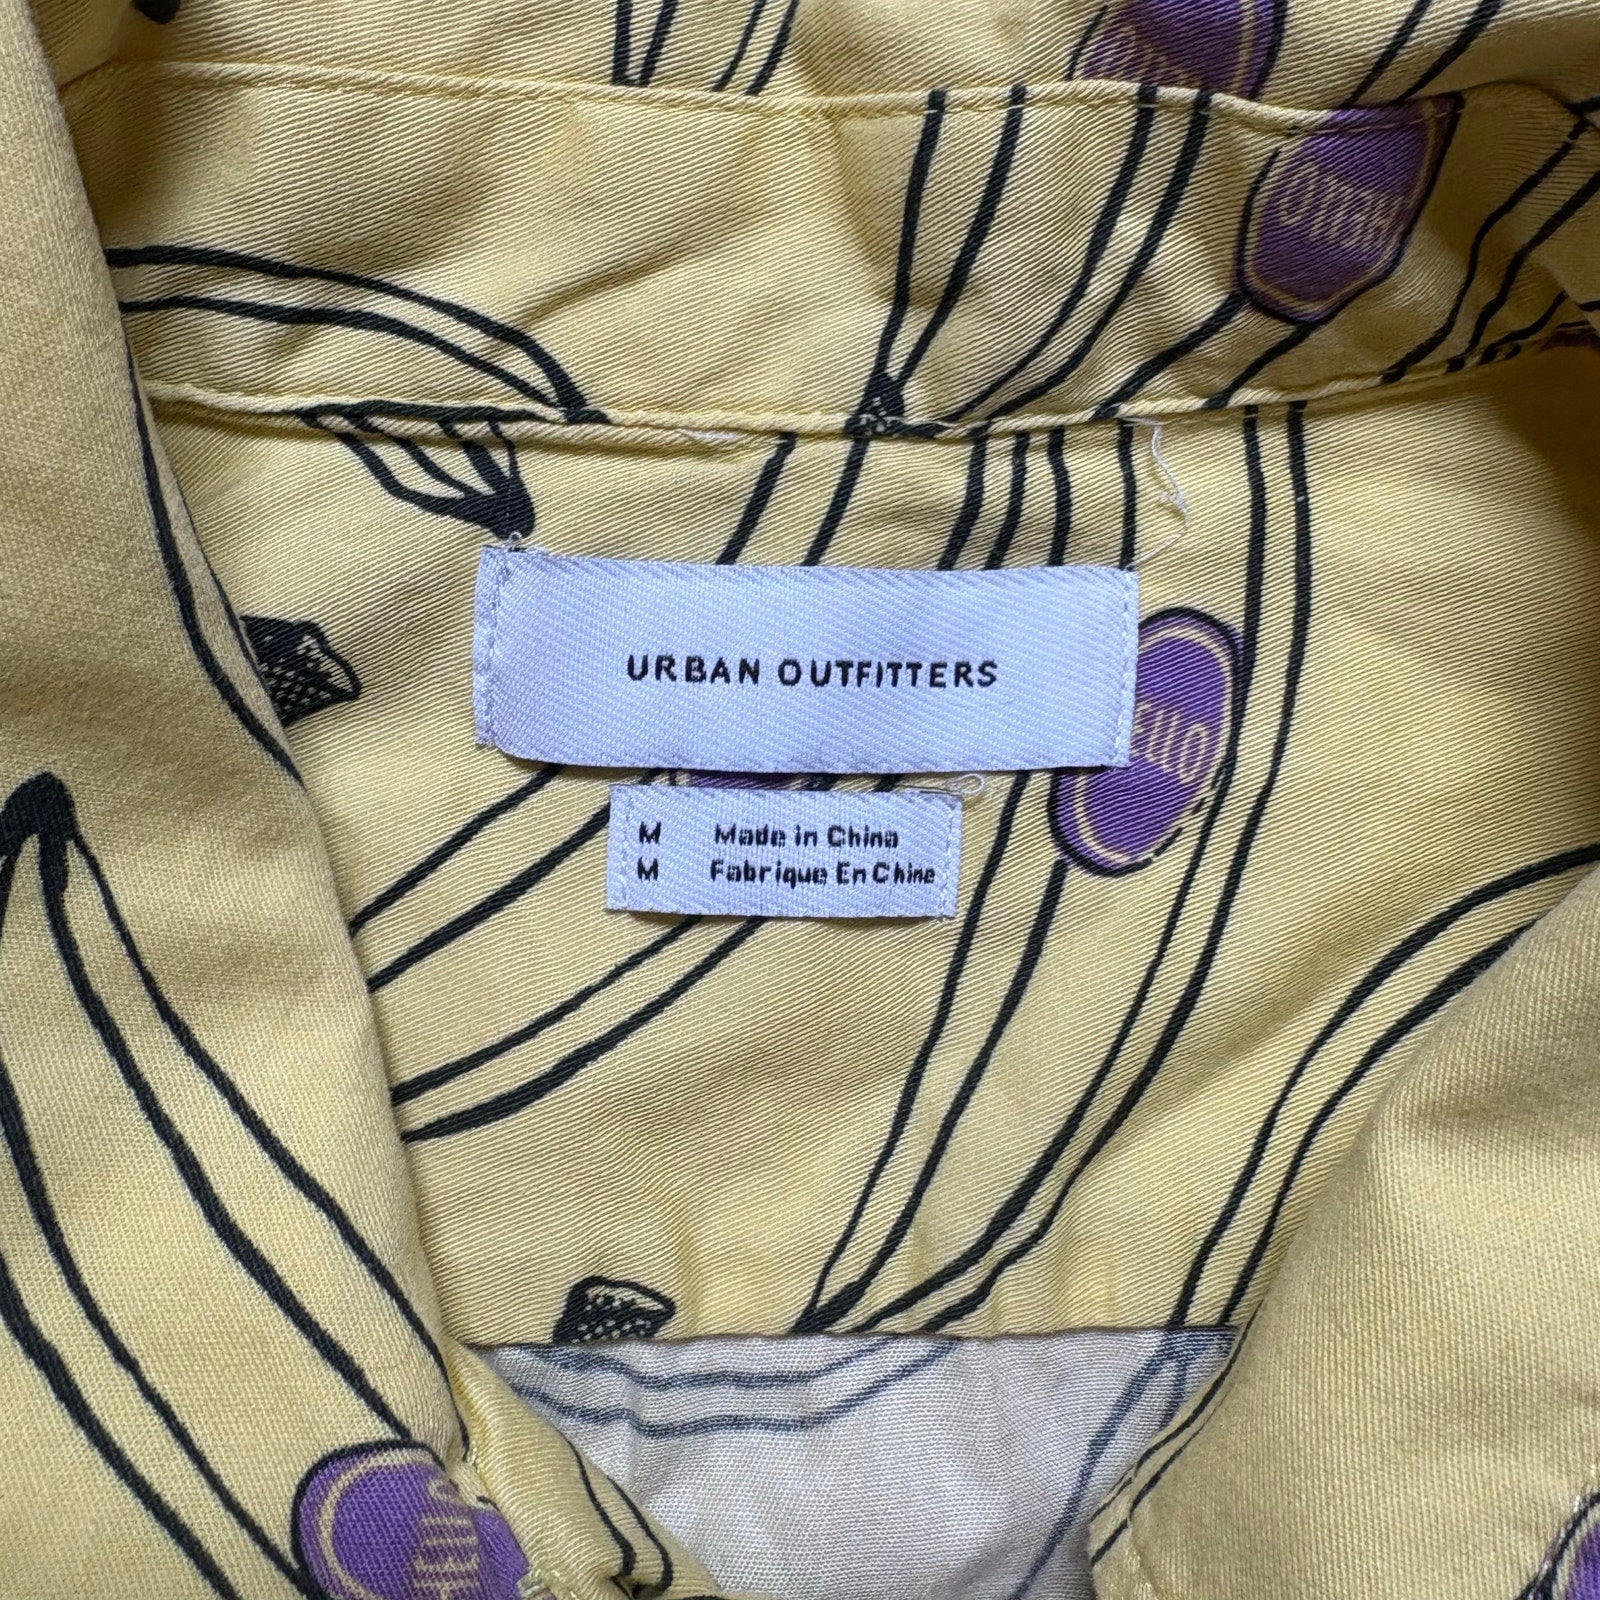 URBAN OUTFITTERS
M Made in China
M Fabrique En Chine